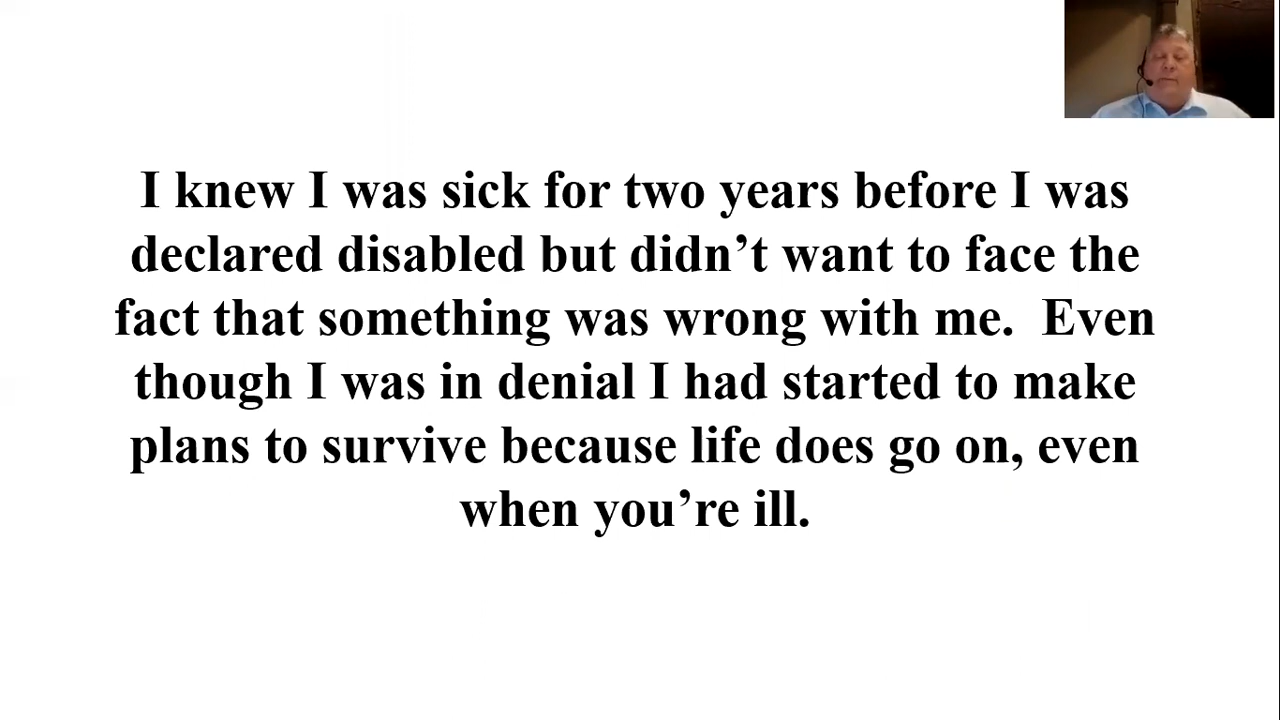 I knew I was sick for two years before I was
declared disabled but didn’t want to face the
fact that something was wrong with me.  Even
though I was in denial I had started to make
plans to survive because life does go on, even
when you’re ill.